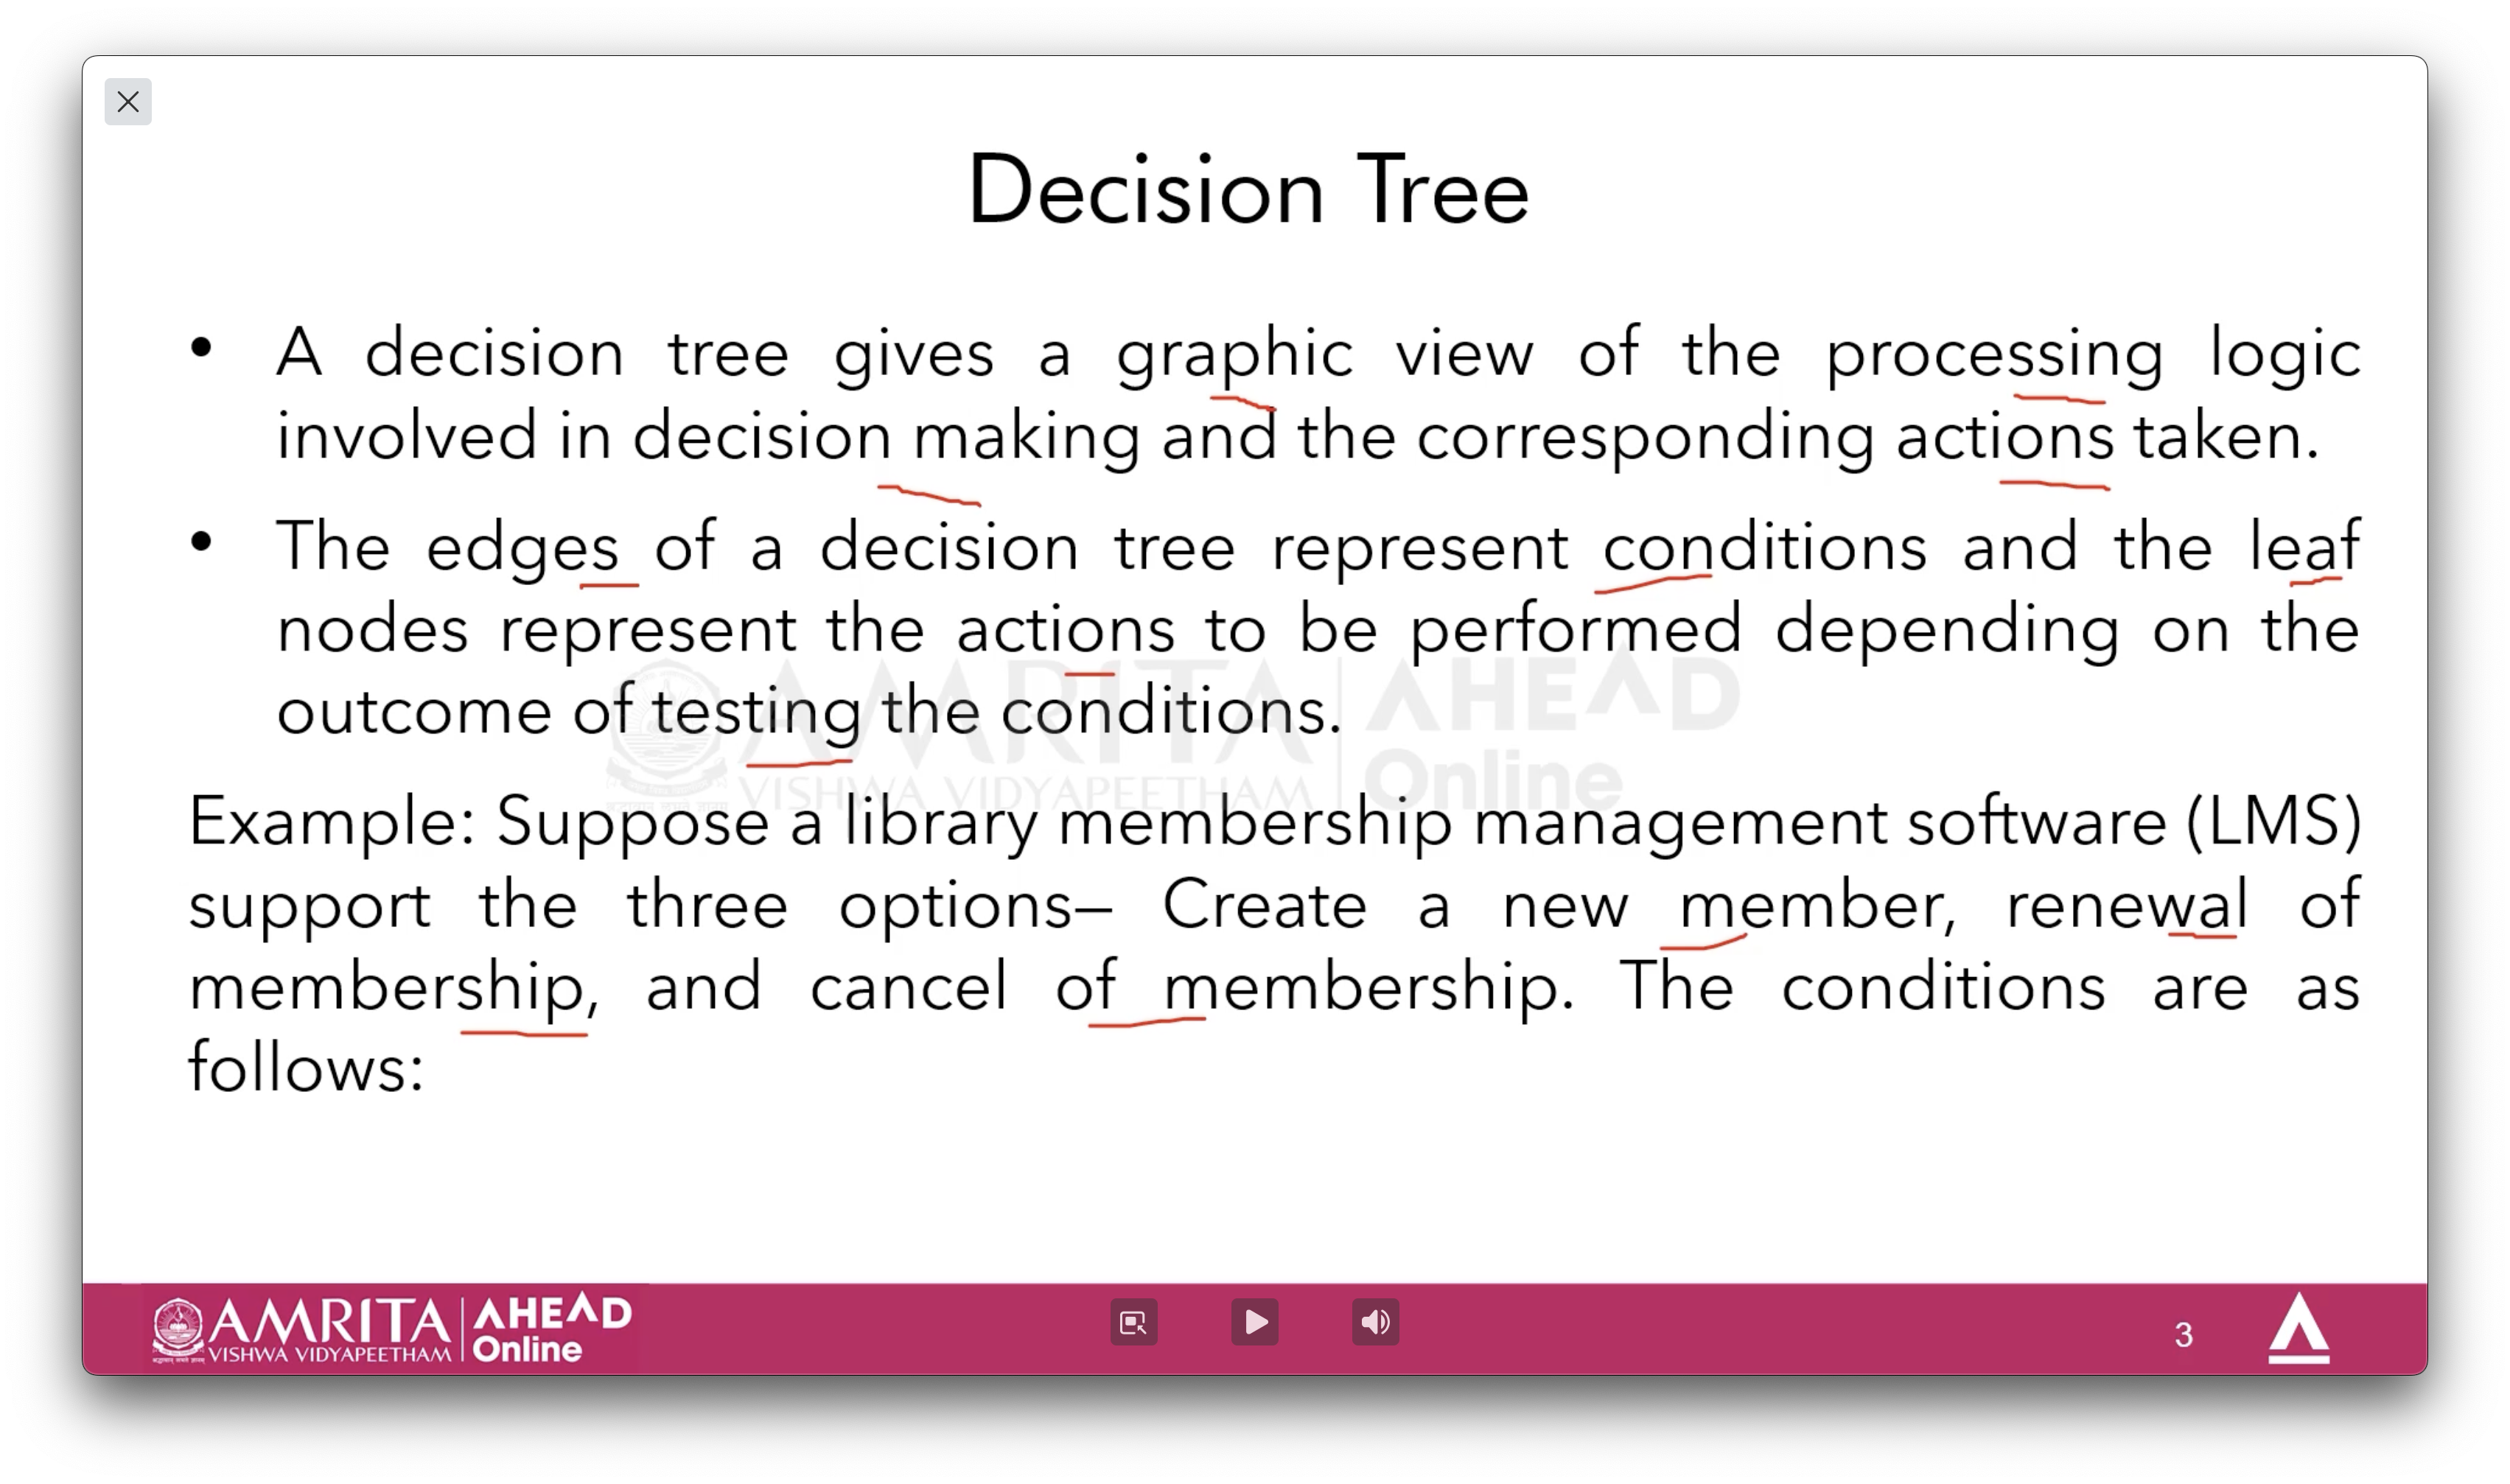 Decision Tree
• A decision tree gives a graphic view of the processing logic
involved in decision making and the corresponding actions taken.
• The edges of a decision tree represent conditions and the leaf
nodes represent the actions to be performed depending on the
outcome of testing the conditions.
AMRITA AHEAD
VISHWA VIDYAPEETHAM Online
Example: Suppose a library membership management software (LMS)
support the three options– Create a new member, renewal of
membership, and cancel of membership. The conditions are as
follows:
AMRITA AHEAD
VISHWA VIDYAPEETHAM Online
3